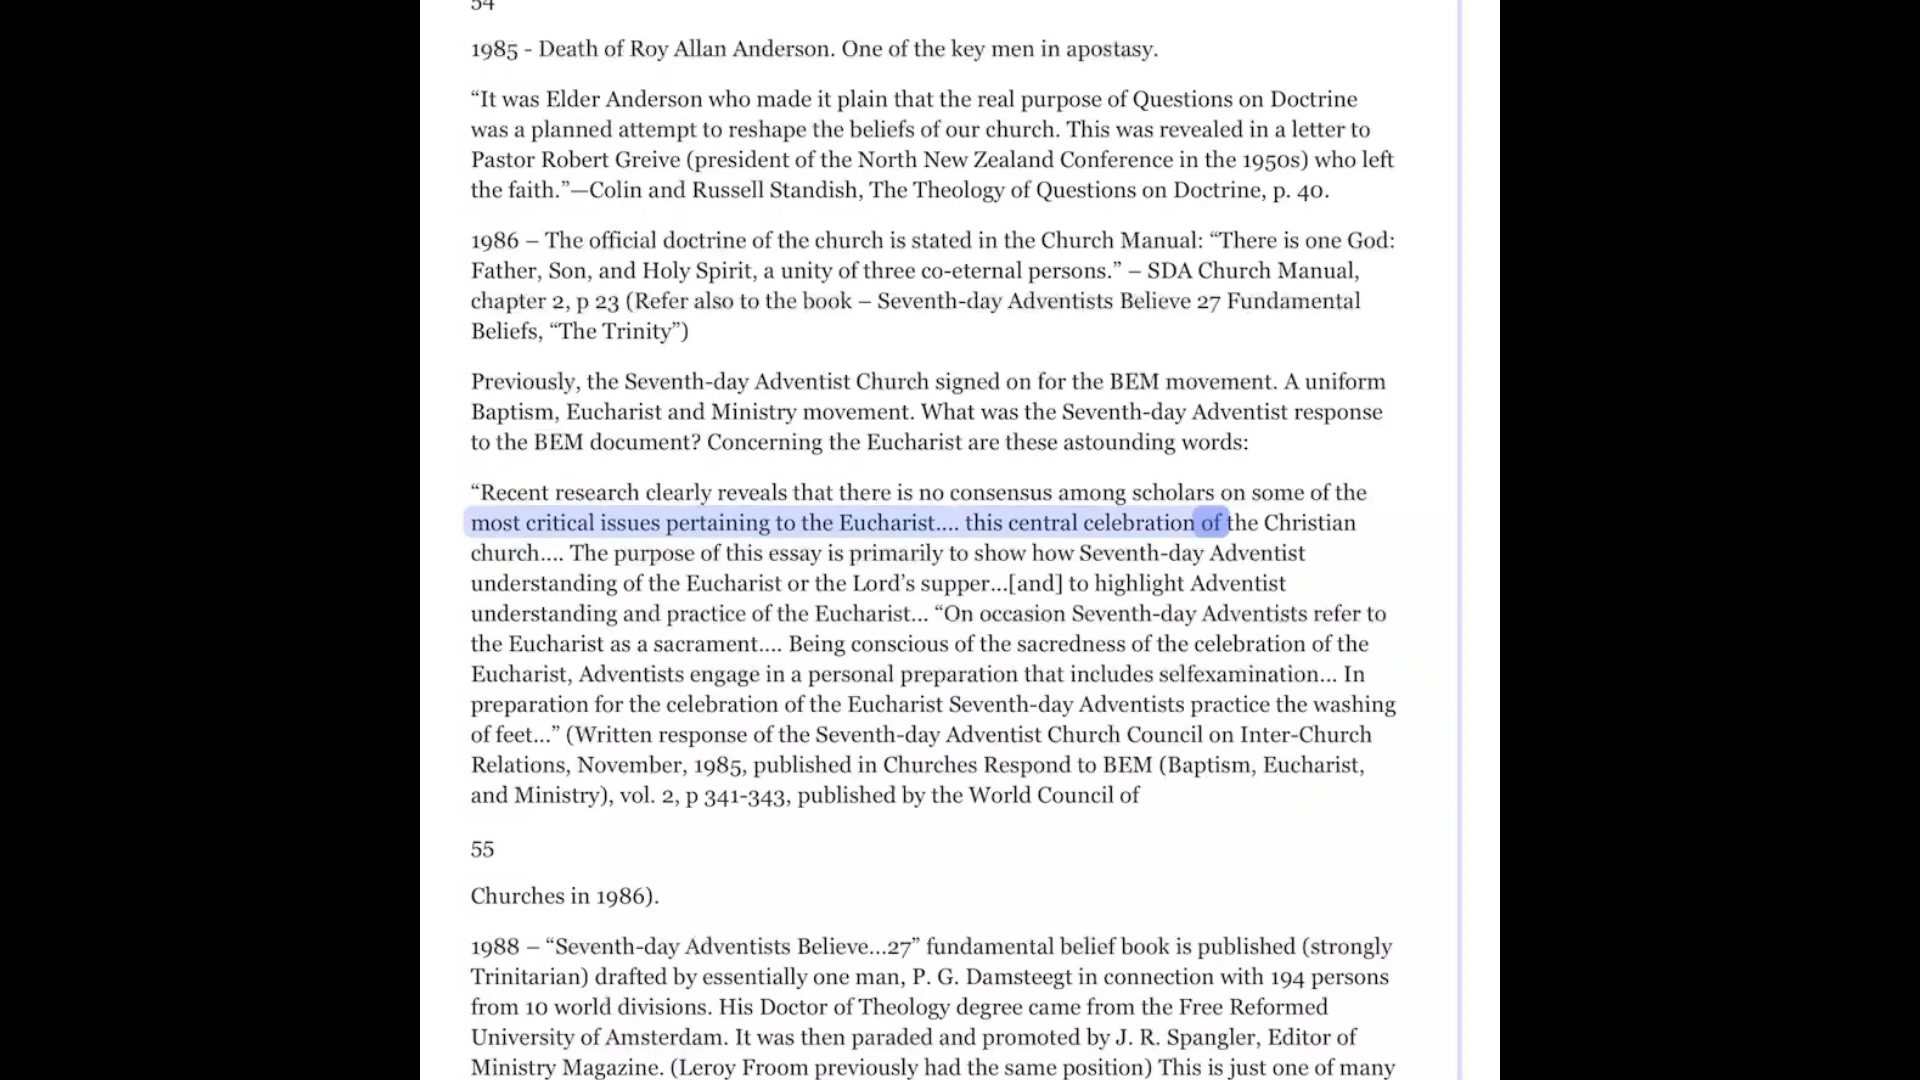 54
1985 - Death of Roy Allan Anderson. One of the key men in apostasy.
“It was Elder Anderson who made it plain that the real purpose of Questions on Doctrine
was a planned attempt to reshape the beliefs of our church. This was revealed in a letter to
Pastor Robert Greive (president of the North New Zealand Conference in the 1950s) who left
the faith.”—Colin and Russell Standish, The Theology of Questions on Doctrine, p. 40.
1986 – The official doctrine of the church is stated in the Church Manual: “There is one God:
Father, Son, and Holy Spirit, a unity of three co-eternal persons.” – SDA Church Manual,
chapter 2, p 23 (Refer also to the book – Seventh-day Adventists Believe 27 Fundamental
Beliefs, “The Trinity”)
Previously, the Seventh-day Adventist Church signed on for the BEM movement. A uniform
Baptism, Eucharist and Ministry movement. What was the Seventh-day Adventist response
to the BEM document? Concerning the Eucharist are these astounding words:
“Recent research clearly reveals that there is no consensus among scholars on some of the
most critical issues pertaining to the Eucharist.... this central celebration of the Christian
church.... The purpose of this essay is primarily to show how Seventh-day Adventist
understanding of the Eucharist or the Lord’s supper...[and] to highlight Adventist
understanding and practice of the Eucharist... “On occasion Seventh-day Adventists refer to
the Eucharist as a sacrament.... Being conscious of the sacredness of the celebration of the
Eucharist, Adventists engage in a personal preparation that includes selfexamination... In
preparation for the celebration of the Eucharist Seventh-day Adventists practice the washing
of feet...” (Written response of the Seventh-day Adventist Church Council on Inter-Church
Relations, November, 1985, published in Churches Respond to BEM (Baptism, Eucharist,
and Ministry), vol. 2, p 341-343, published by the World Council of
55
Churches in 1986).
1988 – “Seventh-day Adventists Believe...27” fundamental belief book is published (strongly
Trinitarian) drafted by essentially one man, P. G. Damsteegt in connection with 194 persons
from 10 world divisions. His Doctor of Theology degree came from the Free Reformed
University of Amsterdam. It was then paraded and promoted by J. R. Spangler, Editor of
Ministry Magazine. (Leroy Froom previously had the same position) This is just one of many